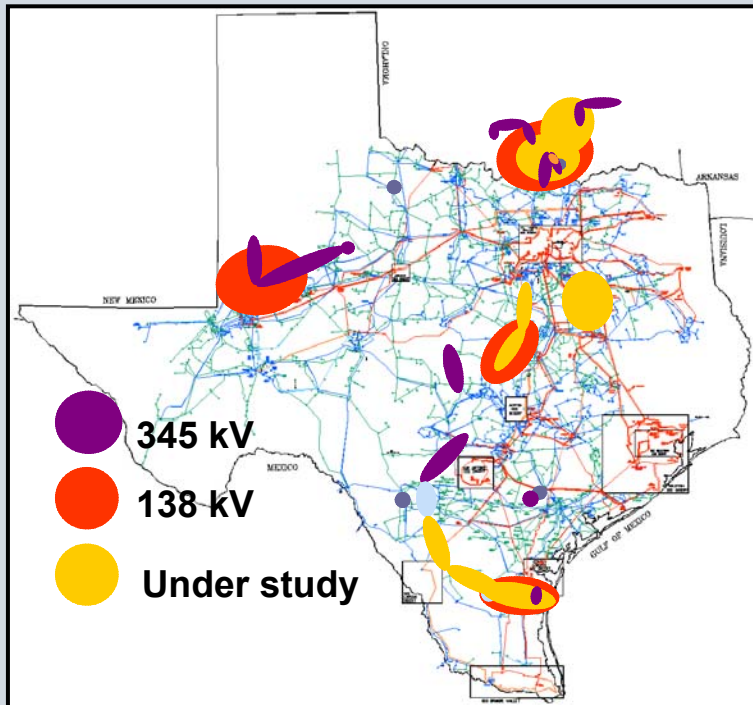 OKLAHOMA
ARKANSAS
LOUISIANA
NEW MEXICO
345 kV
MEXICO
138 kV
GULF OF MEXICO
Under study